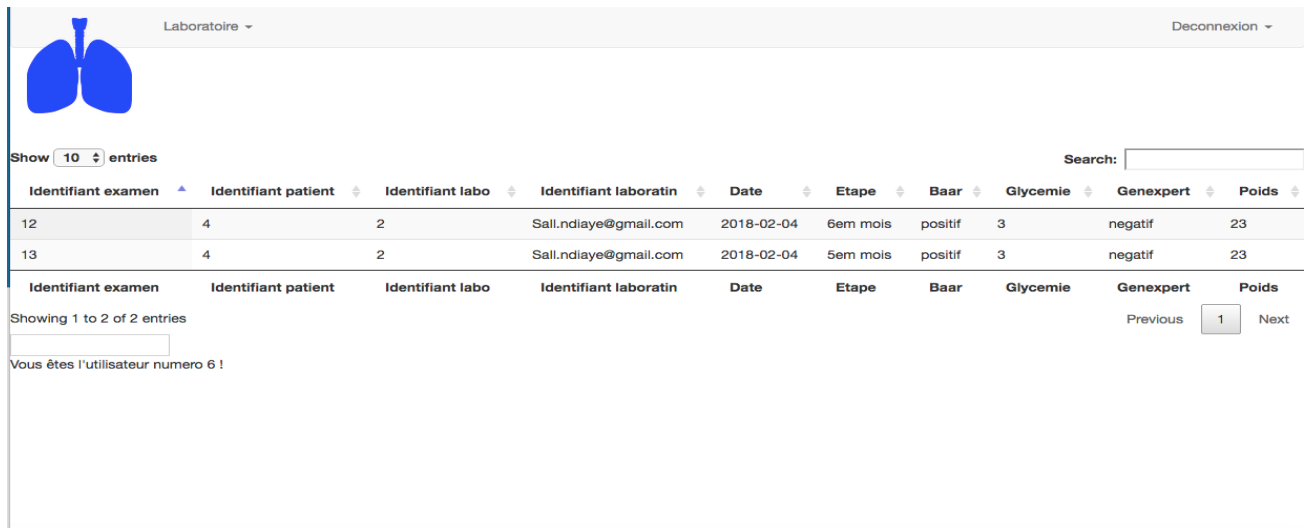 Laboratoire Deconnexion
Show 10 entries Search:
Identifiant examen Identifiant patient Identifiant labo Identifiant laboratin Date Etape Baar Glycemie Genexpert Poids
12 4 2 Sall.ndiaye@gmail.com 2018-02-04 6em mois positif 3 negatif 23
13 4 2 Sall.ndiaye@gmail.com 2018-02-04 5em mois positif 3 negatif 23
Identifiant examen Identifiant patient Identifiant labo Identifiant laboratin Date Etape Baar Glycemie Genexpert Poids
Showing 1 to 2 of 2 entries Previous 1 Next
Vous êtes l'utilisateur numero 6 !